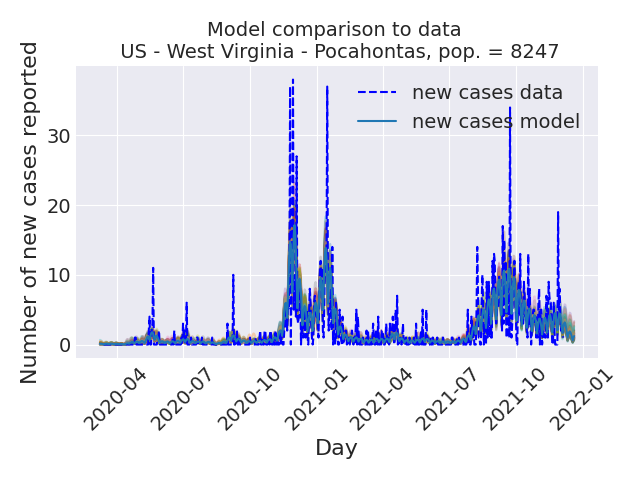 Model comparison to data
US - West Virginia - Pocahontas, pop. = 8247
new cases data
new cases model
Number of new cases reported
30
20
10
0
2020-04
2020-07
2020-10
2021-01
2021-04
2021-07
2021-10
2022-01
Day